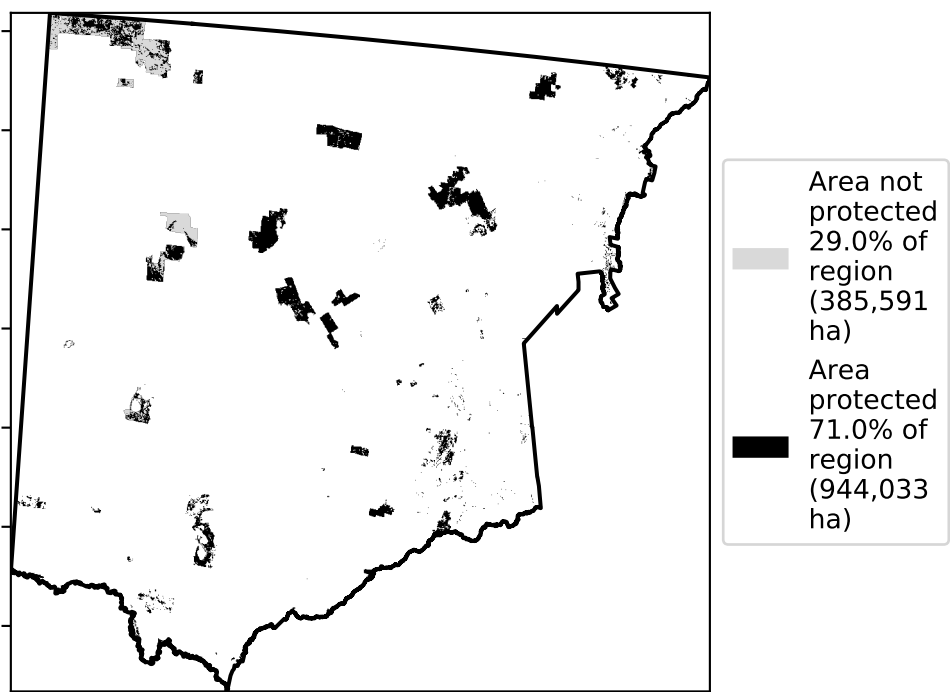 Area not
protected
29.0% of
region
(385,591
ha)
Area
protected
71.0% of
region
(944,033
ha)